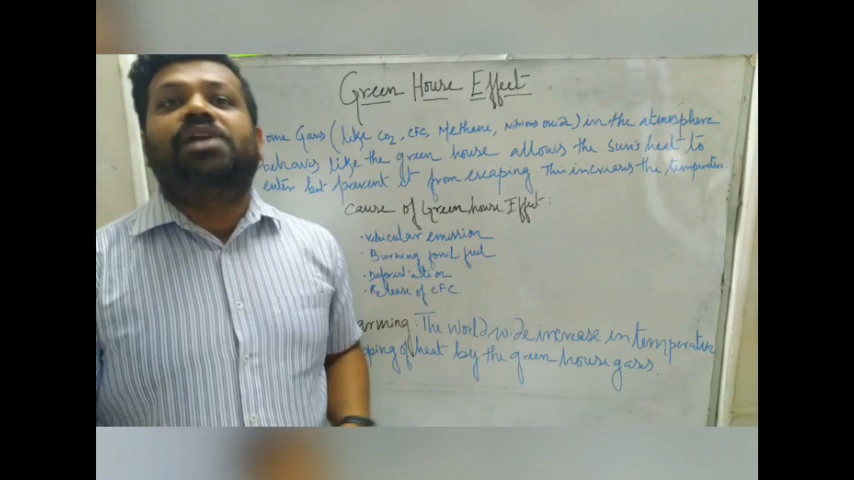 Green House Effect
ome Gases (like CO2, CFC, Methane, Nitrious oxide) in the atmosphere
behaves like the green house allows the sun's heat to
enter but prevent it from escaping This increases the temperature
Cause of Green house Effect:
• Vehicular emission
• Burning fossil fuel
• Deforestation
• Release of CFC.
arming: The world wide increase in temperature
pping of heat by the green house gases.